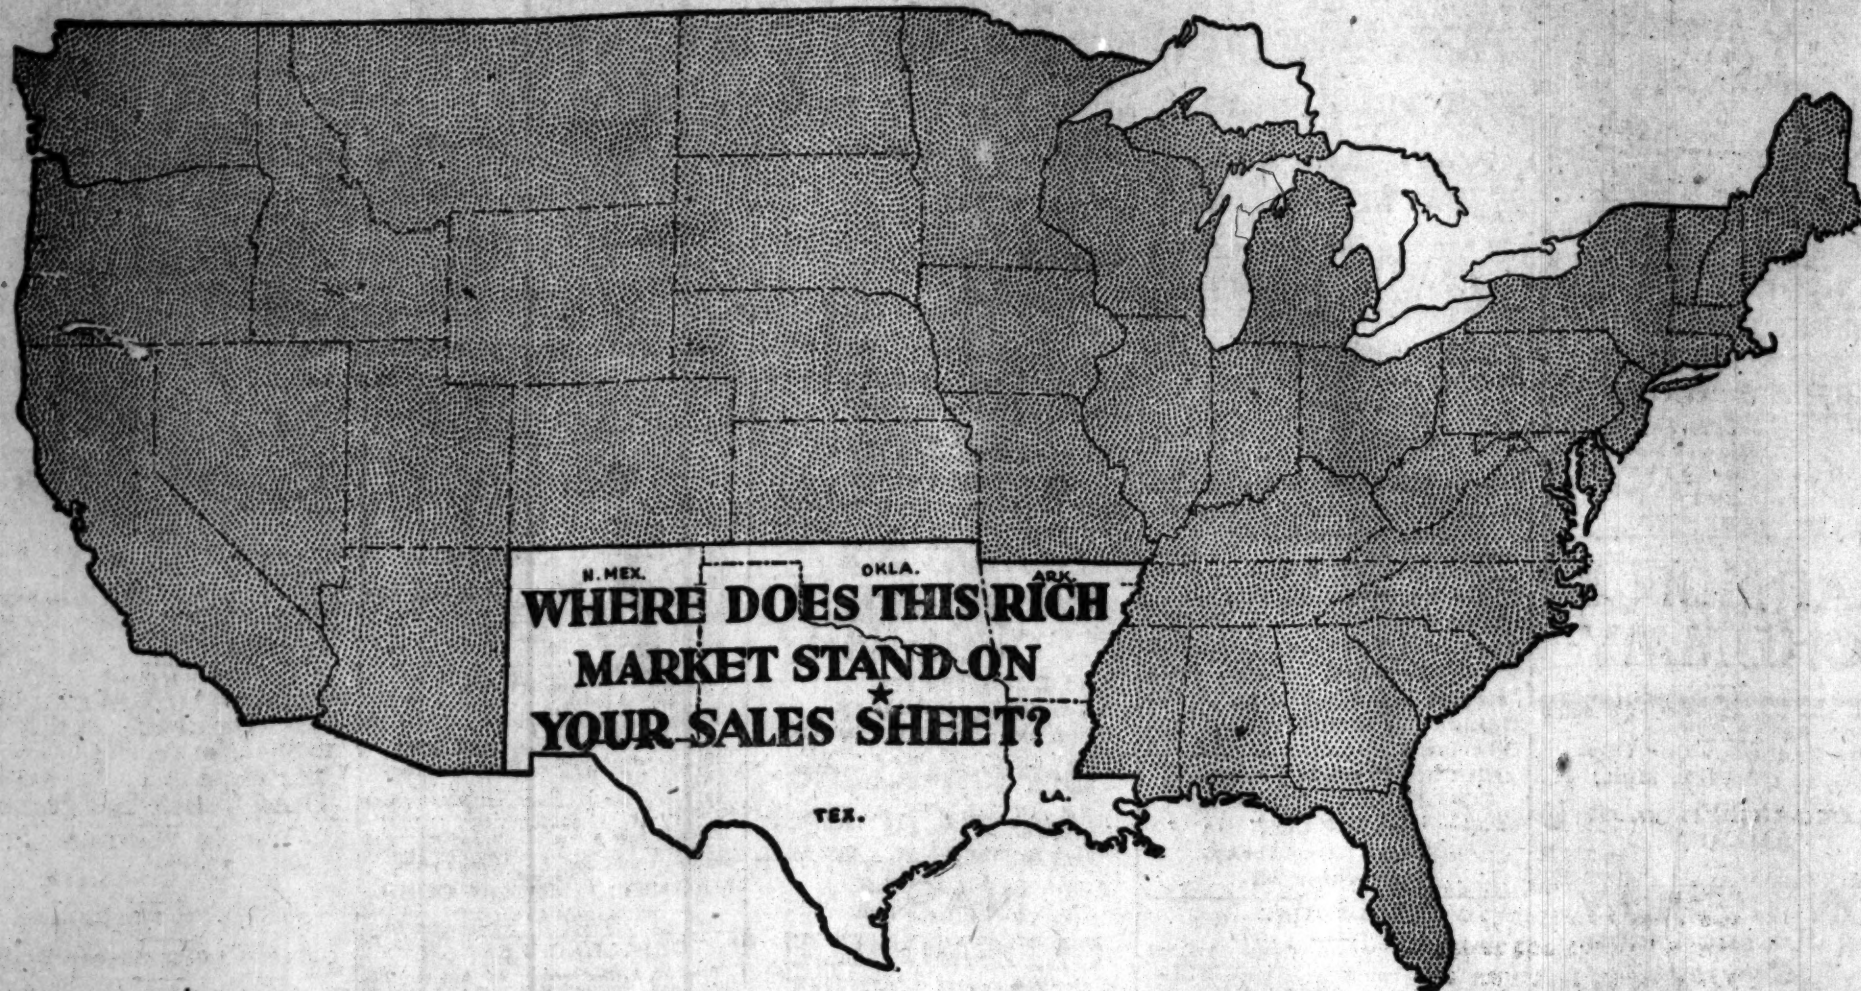 N. MEX. OKLA. ARK.
WHERE DOES THIS RICH
MARKET STAND ON
YOUR SALES SHEET?
TEX. LA.